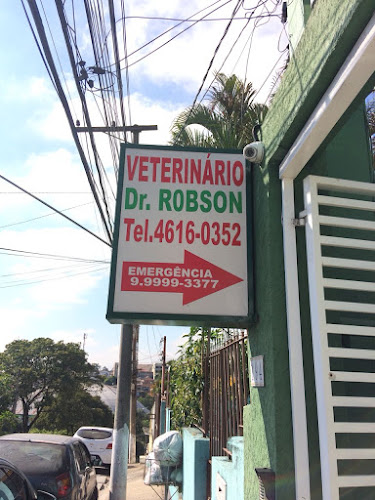 VETERINÁRIO
Dr. ROBSON
Tel.4616-0352
EMERGÊNCIA
9.9999-3377